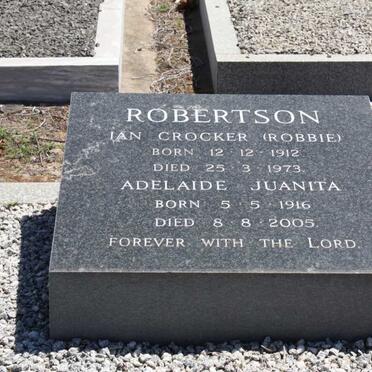 ROBERTSON
IAN CROCKER (ROBBIE)
BORN 12·12·1912
DIED 25·3·1973.
ADELAIDE JUANITA
BORN 5·5·1916
DIED 8·8·2005.
FOREVER WITH THE LORD.